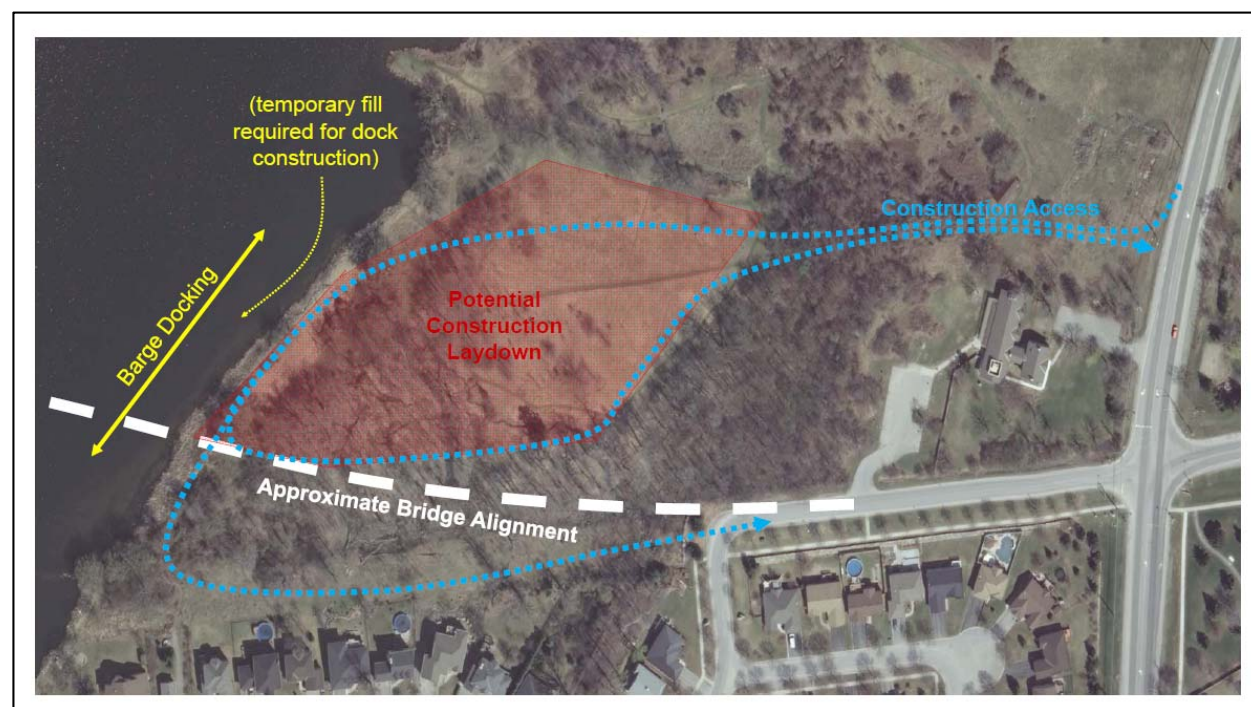 (temporary fill
required for dock
construction)
Barge Docking
Construction Access
Potential
Construction
Laydown
Approximate Bridge Alignment